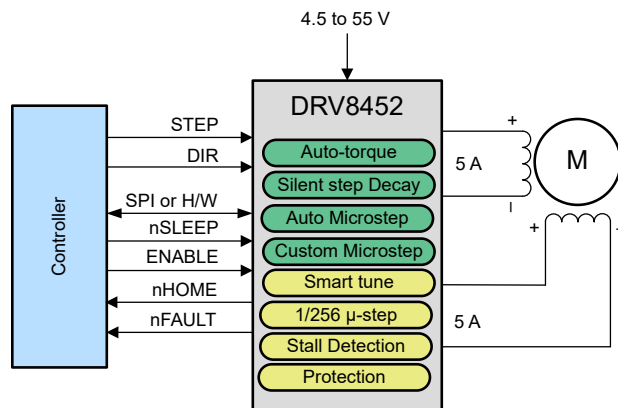 4.5 to 55 V
DRV8452
Controller
STEP
DIR
SPI or H/W
nSLEEP
ENABLE
nHOME
nFAULT
Auto-torque
Silent step Decay
Auto Microstep
Custom Microstep
Smart tune
1/256 µ-step
Stall Detection
Protection
+
5 A
–
M
+
-
5 A